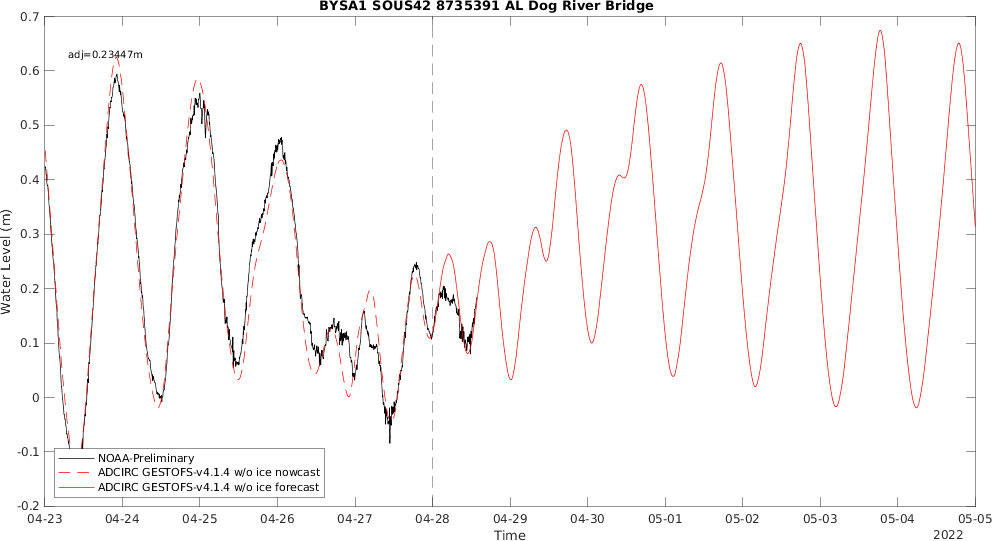 BYSA1 SOUS42 8735391 AL Dog River Bridge
adj=0.23447m
0.7
0.6
0.5
0.4
0.3
0.2
0.1
0
-0.1
-0.2
Water Level (m)
NOAA-Preliminary
ADCIRC GESTOFS-v4.1.4 w/o ice nowcast
ADCIRC GESTOFS-v4.1.4 w/o ice forecast
04-23 04-24 04-25 04-26 04-27 04-28 04-29 04-30 05-01 05-02 05-03 05-04 05-05
Time
2022